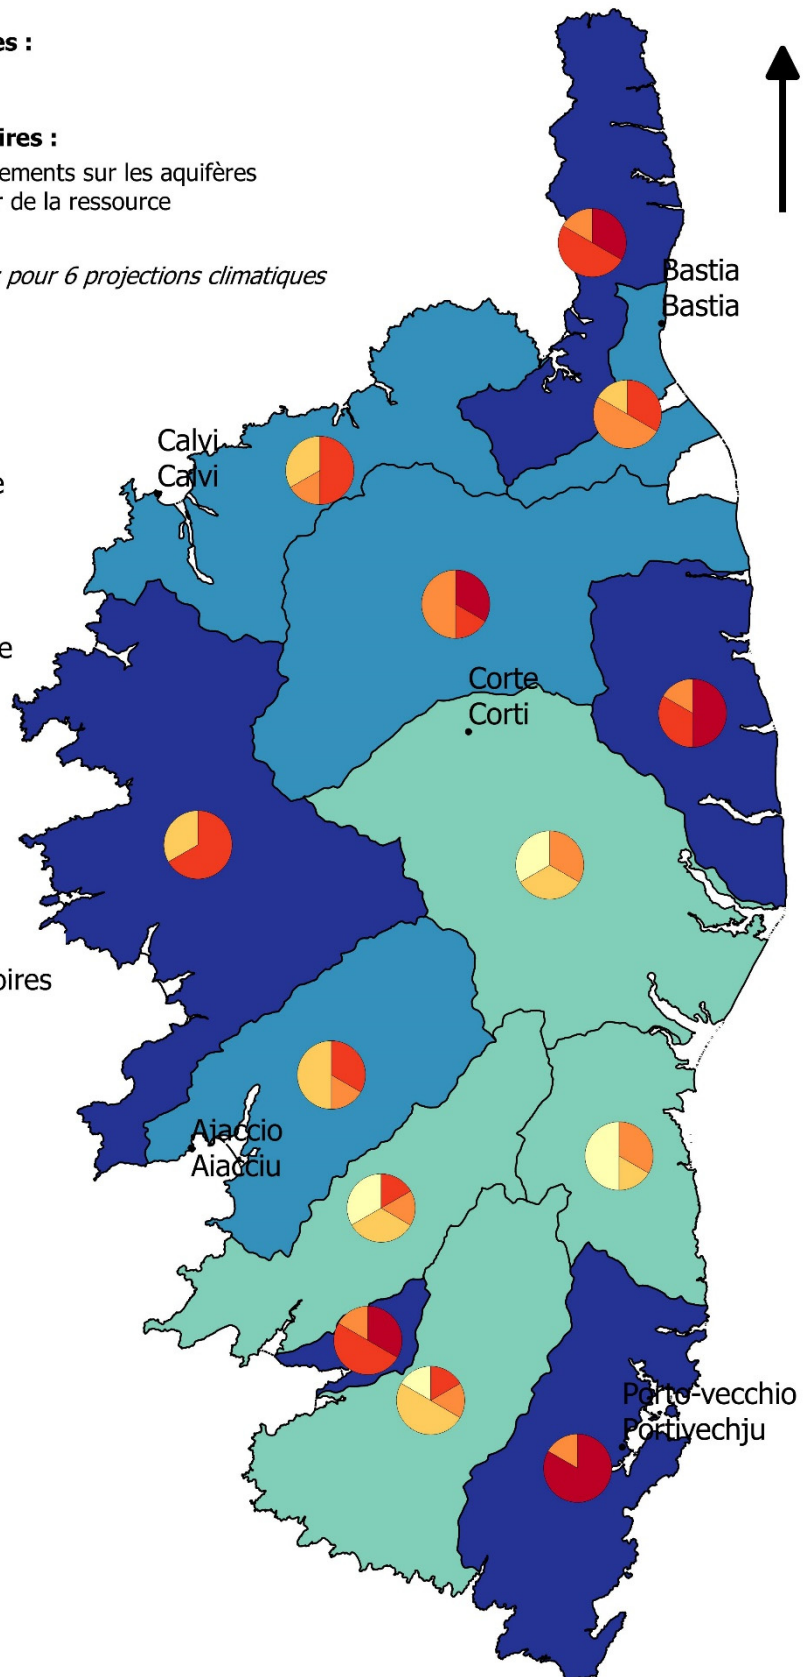 es :
ires :
ements sur les aquifères
r de la ressource
pour 6 projections climatiques
Bastia
Bastia
Calvi
Calvi
e
e
Corte
Corti
oires
Ajaccio
Aiacciu
Porto-vecchio
Portivechju